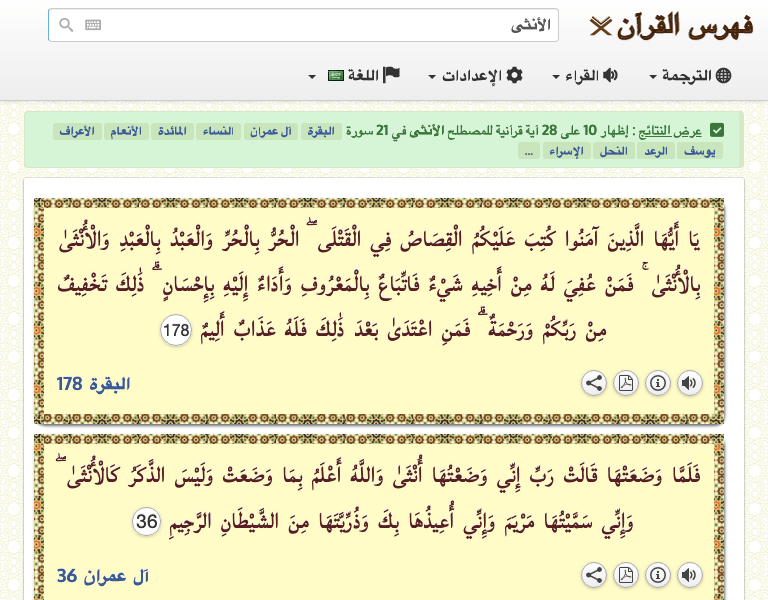 فهرس القرآن
الأنثى
الترجمة القراء الإعدادات اللغة
عرض النتائج : إظهار 10 على 28 آية قرآنية للمصطلح الأنثى في 21 سورة البقرة آل عمران النساء المائدة الأنعام الأعراف
يوسف الرعد النحل الإسراء ...
يَا أَيُّهَا الَّذِينَ آمَنُوا كُتِبَ عَلَيْكُمُ الْقِصَاصُ فِي الْقَتْلَى ۖ الْحُرُّ بِالْحُرِّ وَالْعَبْدُ بِالْعَبْدِ وَالْأُنْثَىٰ
بِالْأُنْثَىٰ ۚ فَمَنْ عُفِيَ لَهُ مِنْ أَخِيهِ شَيْءٌ فَاتِّبَاعٌ بِالْمَعْرُوفِ وَأَدَاءٌ إِلَيْهِ بِإِحْسَانٍ ۗ ذَٰلِكَ تَخْفِيفٌ
مِنْ رَبِّكُمْ وَرَحْمَةٌ ۗ فَمَنِ اعْتَدَىٰ بَعْدَ ذَٰلِكَ فَلَهُ عَذَابٌ أَلِيمٌ 178
البقرة 178
فَلَمَّا وَضَعَتْهَا قَالَتْ رَبِّ إِنِّي وَضَعْتُهَا أُنْثَىٰ وَاللَّهُ أَعْلَمُ بِمَا وَضَعَتْ وَلَيْسَ الذَّكَرُ كَالْأُنْثَىٰ ۖ
وَإِنِّي سَمَّيْتُهَا مَرْيَمَ وَإِنِّي أُعِيذُهَا بِكَ وَذُرِّيَّتَهَا مِنَ الشَّيْطَانِ الرَّجِيمِ 36
آل عمران 36